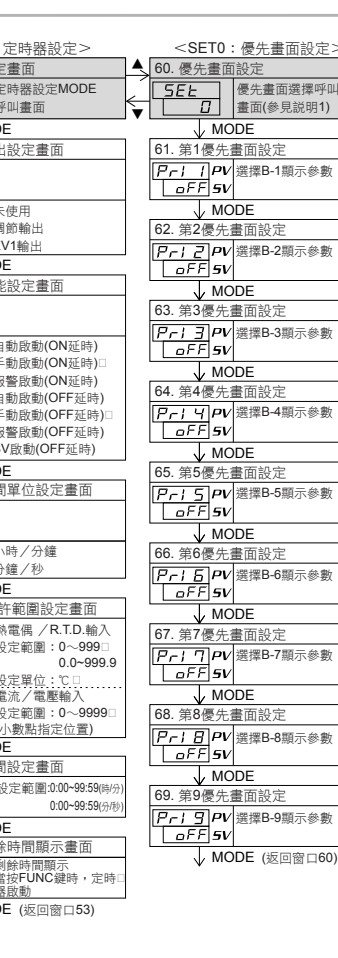 定時器設定＞
定畫面
定時器設定MODE
呼叫畫面
DE
出設定畫面
未使用
調節輸出
EV1輸出
DE
能設定畫面
自動啟動(ON延時)
手動啟動(ON延時)□
報警啟動(ON延時)
自動啟動(OFF延時)
手動啟動(OFF延時)□
報警啟動(OFF延時)
SV啟動(OFF延時)
DE
間單位設定畫面
小時／分鐘
分鐘／秒
DE
許範圍設定畫面
熱電偶 ／R.T.D.輸入
設定範圍：0～999□
0.0~999.9
設定單位：℃□
電流／電壓輸入
設定範圍：0～9999□
(小數點指定位置)
DE
間設定畫面
設定範圍:0:00~99:59(時/分)
0:00~99:59(分/秒)
DE
余時間顯示畫面
剩餘時間顯示
當按FUNC鍵時，定時□
器啟動
DE (返回窗口53)
＜SET0：優先畫面設定＞
60. 優先畫面設定
SEt
0
優先畫面選擇呼叫
畫面(參見説明1)
MODE
61. 第1優先畫面設定
Pri 1 PV 選擇B-1顯示參數
oFF SV
MODE
62. 第2優先畫面設定
Pri 2 PV 選擇B-2顯示參數
oFF SV
MODE
63. 第3優先畫面設定
Pri 3 PV 選擇B-3顯示參數
oFF SV
MODE
64. 第4優先畫面設定
Pri 4 PV 選擇B-4顯示參數
oFF SV
MODE
65. 第5優先畫面設定
Pri 5 PV 選擇B-5顯示參數
oFF SV
MODE
66. 第6優先畫面設定
Pri 6 PV 選擇B-6顯示參數
oFF SV
MODE
67. 第7優先畫面設定
Pri 7 PV 選擇B-7顯示參數
oFF SV
MODE
68. 第8優先畫面設定
Pri 8 PV 選擇B-8顯示參數
oFF SV
MODE
69. 第9優先畫面設定
Pri 9 PV 選擇B-9顯示參數
oFF SV
MODE (返回窗口60)